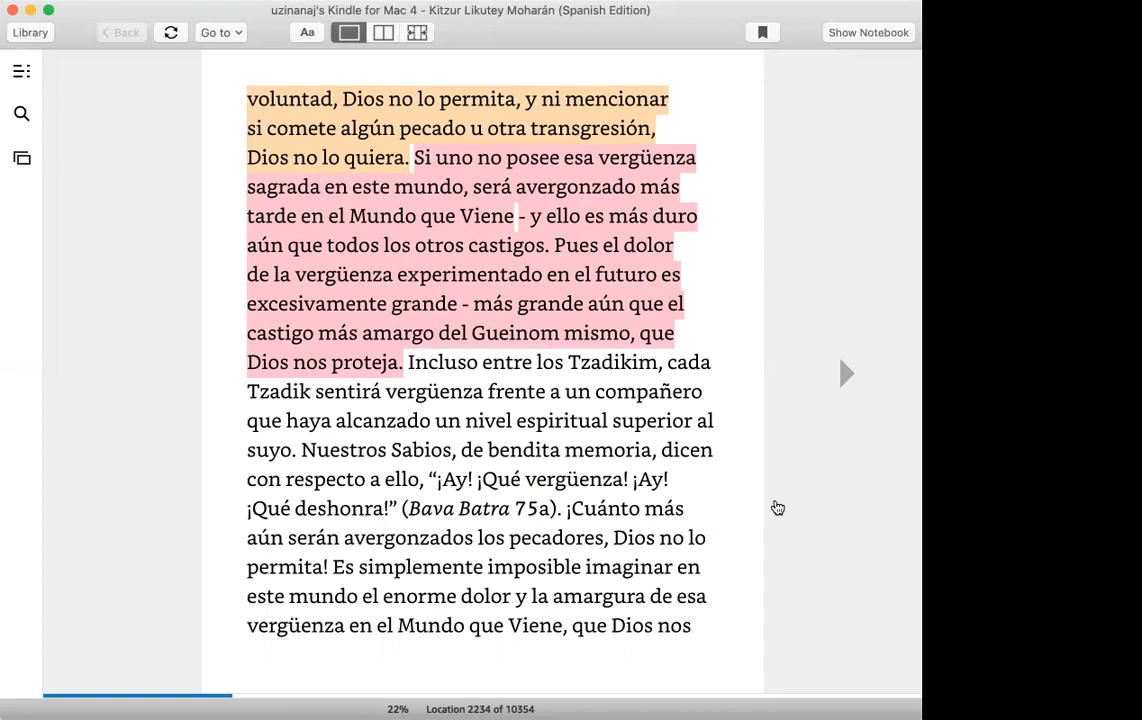 uzinanaj's Kindle for Mac 4 - Kitzur Likutey Moharán (Spanish Edition)
Library
Back
Go to
Aa
Show Notebook
voluntad, Dios no lo permita, y ni mencionar
si comete algún pecado u otra transgresión,
Dios no lo quiera. Si uno no posee esa vergüenza
sagrada en este mundo, será avergonzado más
tarde en el Mundo que Viene - y ello es más duro
aún que todos los otros castigos. Pues el dolor
de la vergüenza experimentado en el futuro es
excesivamente grande - más grande aún que el
castigo más amargo del Gueinom mismo, que
Dios nos proteja. Incluso entre los Tzadikim, cada
Tzadik sentirá vergüenza frente a un compañero
que haya alcanzado un nivel espiritual superior al
suyo. Nuestros Sabios, de bendita memoria, dicen
con respecto a ello, “¡Ay! ¡Qué vergüenza! ¡Ay!
¡Qué deshonra!” (Bava Batra 75a). ¡Cuánto más
aún serán avergonzados los pecadores, Dios no lo
permita! Es simplemente imposible imaginar en
este mundo el enorme dolor y la amargura de esa
vergüenza en el Mundo que Viene, que Dios nos
22% Location 2234 of 10354